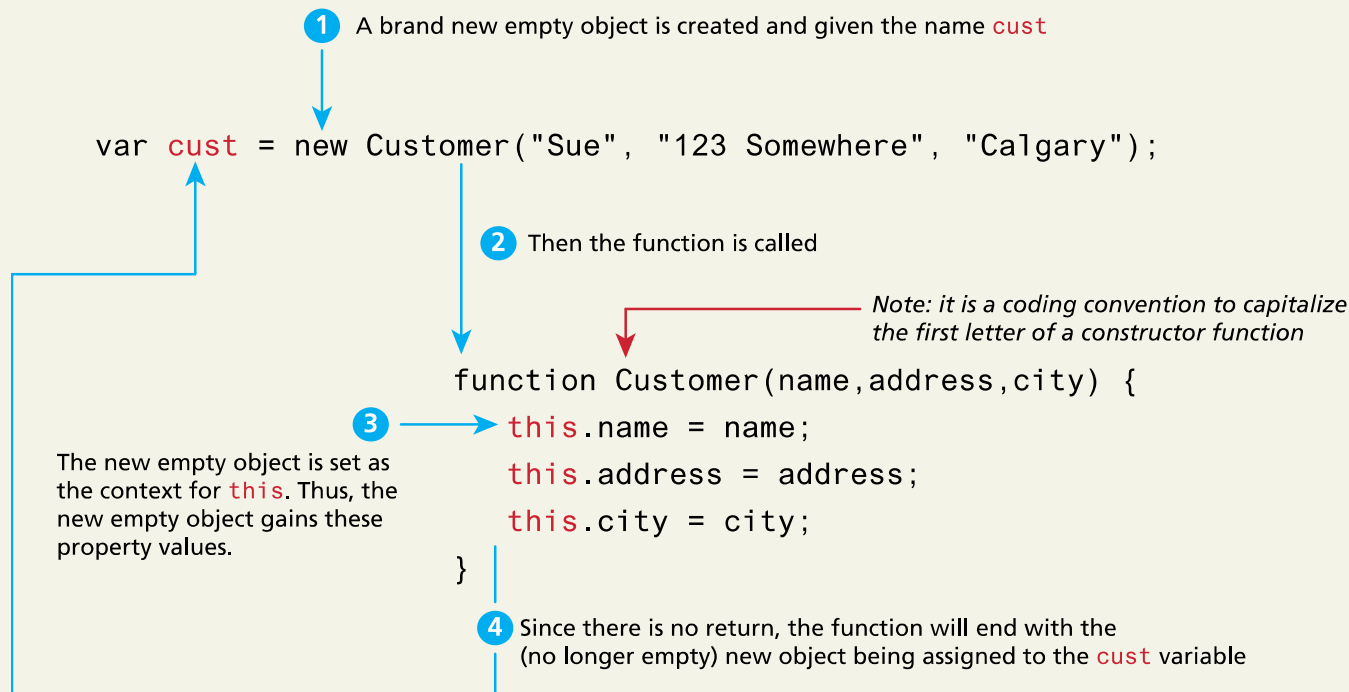 1 A brand new empty object is created and given the name cust
var cust = new Customer("Sue", "123 Somewhere", "Calgary");
2 Then the function is called
Note: it is a coding convention to capitalize
the first letter of a constructor function
function Customer(name,address,city) {
3
this.name = name;
The new empty object is set as
the context for this. Thus, the
new empty object gains these
property values.
this.address = address;
this.city = city;
}
4 Since there is no return, the function will end with the
(no longer empty) new object being assigned to the cust variable